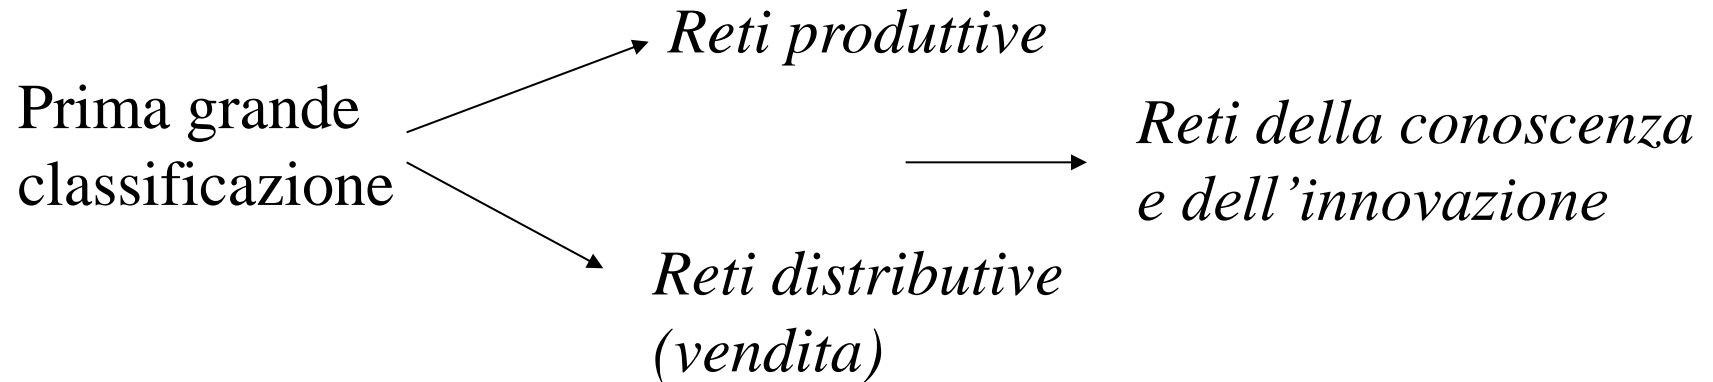 Reti produttive
Prima grande
classificazione
Reti della conoscenza
e dell’innovazione
Reti distributive
(vendita)